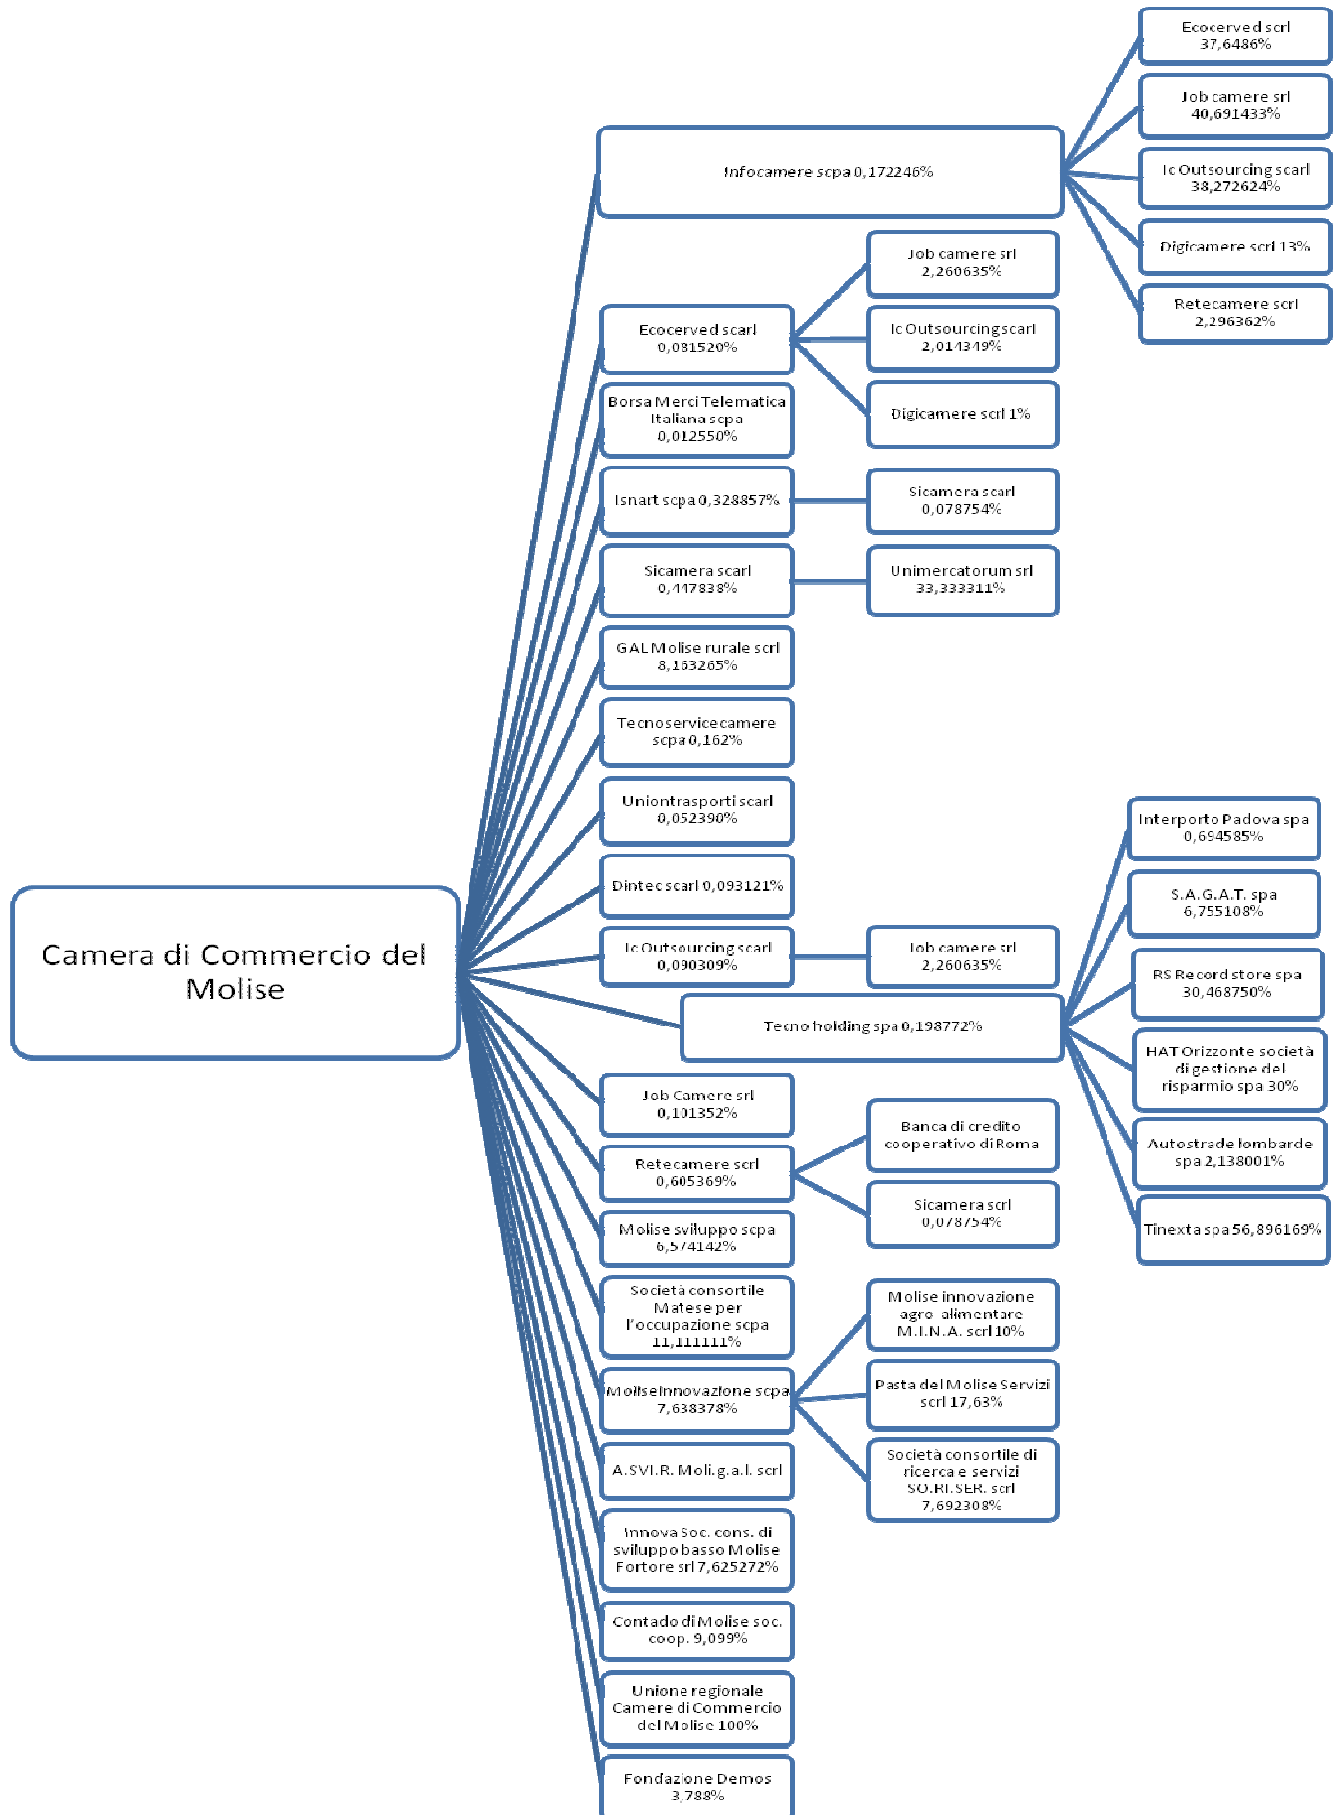 Camera di Commercio del
Molise
Infocamere scpa 0,172246%
Ecocerved scrl
37,6486%
Job camere srl
40,691433%
Ic Outsourcing scarl
38,272624%
Digicamere scrl 13%
Retecamere scrl
2,296362%
Ecocerved scarl
0,081520%
Job camere srl
2,260635%
Ic Outsourcing scarl
2,014349%
Digicamere scrl 1%
Borsa Merci Telematica
Italiana scpa
0,012550%
Isnart scpa 0,328857%
Sicamera scarl
0,078754%
Sicamera scarl
0,447838%
Unimercatorum srl
33,333311%
GAL Molise rurale scrl
8,163265%
Tecnoservicecamere
scpa 0,162%
Uniontrasporti scarl
0,052390%
Dintec scarl 0,093121%
Ic Outsourcing scarl
0,090309%
Job camere srl
2,260635%
Tecno holding spa 0,198772%
Interporto Padova spa
0,694585%
S.A.G.A.T. spa
6,755108%
RS Record store spa
30,468750%
HAT Orizzonte società
di gestione del
risparmio spa 30%
Autostrade lombarde
spa 2,138001%
Tinexta spa 56,896169%
Job Camere srl
0,101352%
Retecamere scrl
0,605369%
Banca di credito
cooperativo di Roma
Sicamera scrl
0,078754%
Molise sviluppo scpa
6,574142%
Società consortile
Matese per
l'occupazione scpa
11,111111%
Molise Innovazione scpa
7,638378%
Molise innovazione
agro-alimentare
M.I.N.A. scrl 10%
Pasta del Molise Servizi
scrl 17,63%
Società consortile di
ricerca e servizi
SO.RI.SER. scrl
7,692308%
A.SVI.R. Moli.g.a.l. scrl
Innova Soc. cons. di
sviluppo basso Molise
Fortore srl 7,625272%
Contado di Molise soc.
coop. 9,099%
Unione regionale
Camere di Commercio
del Molise 100%
Fondazione Demos
3,788%